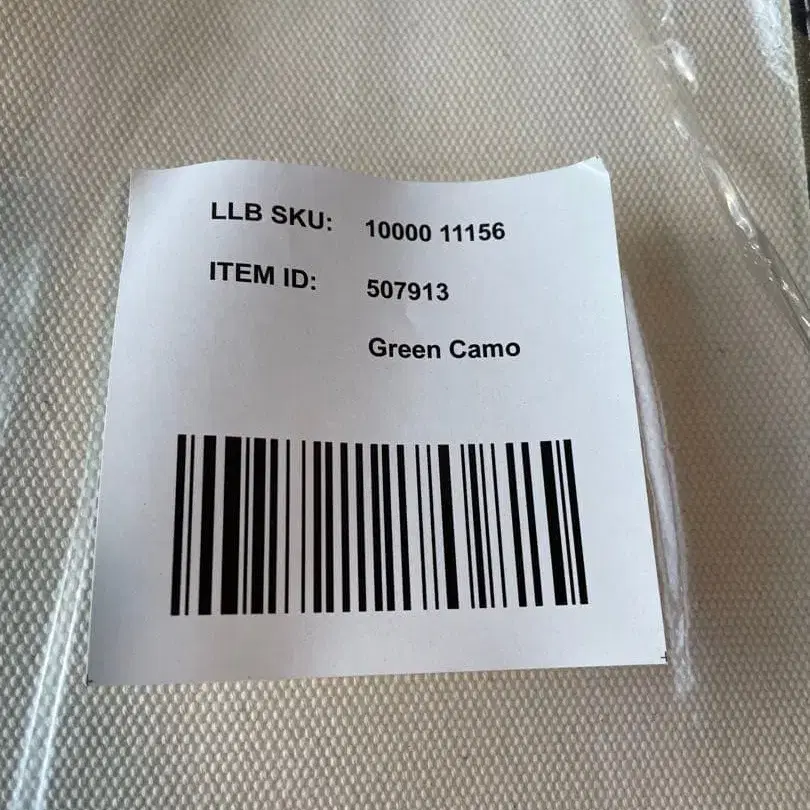 LLB SKU: 10000 11156
ITEM ID: 507913
Green Camo